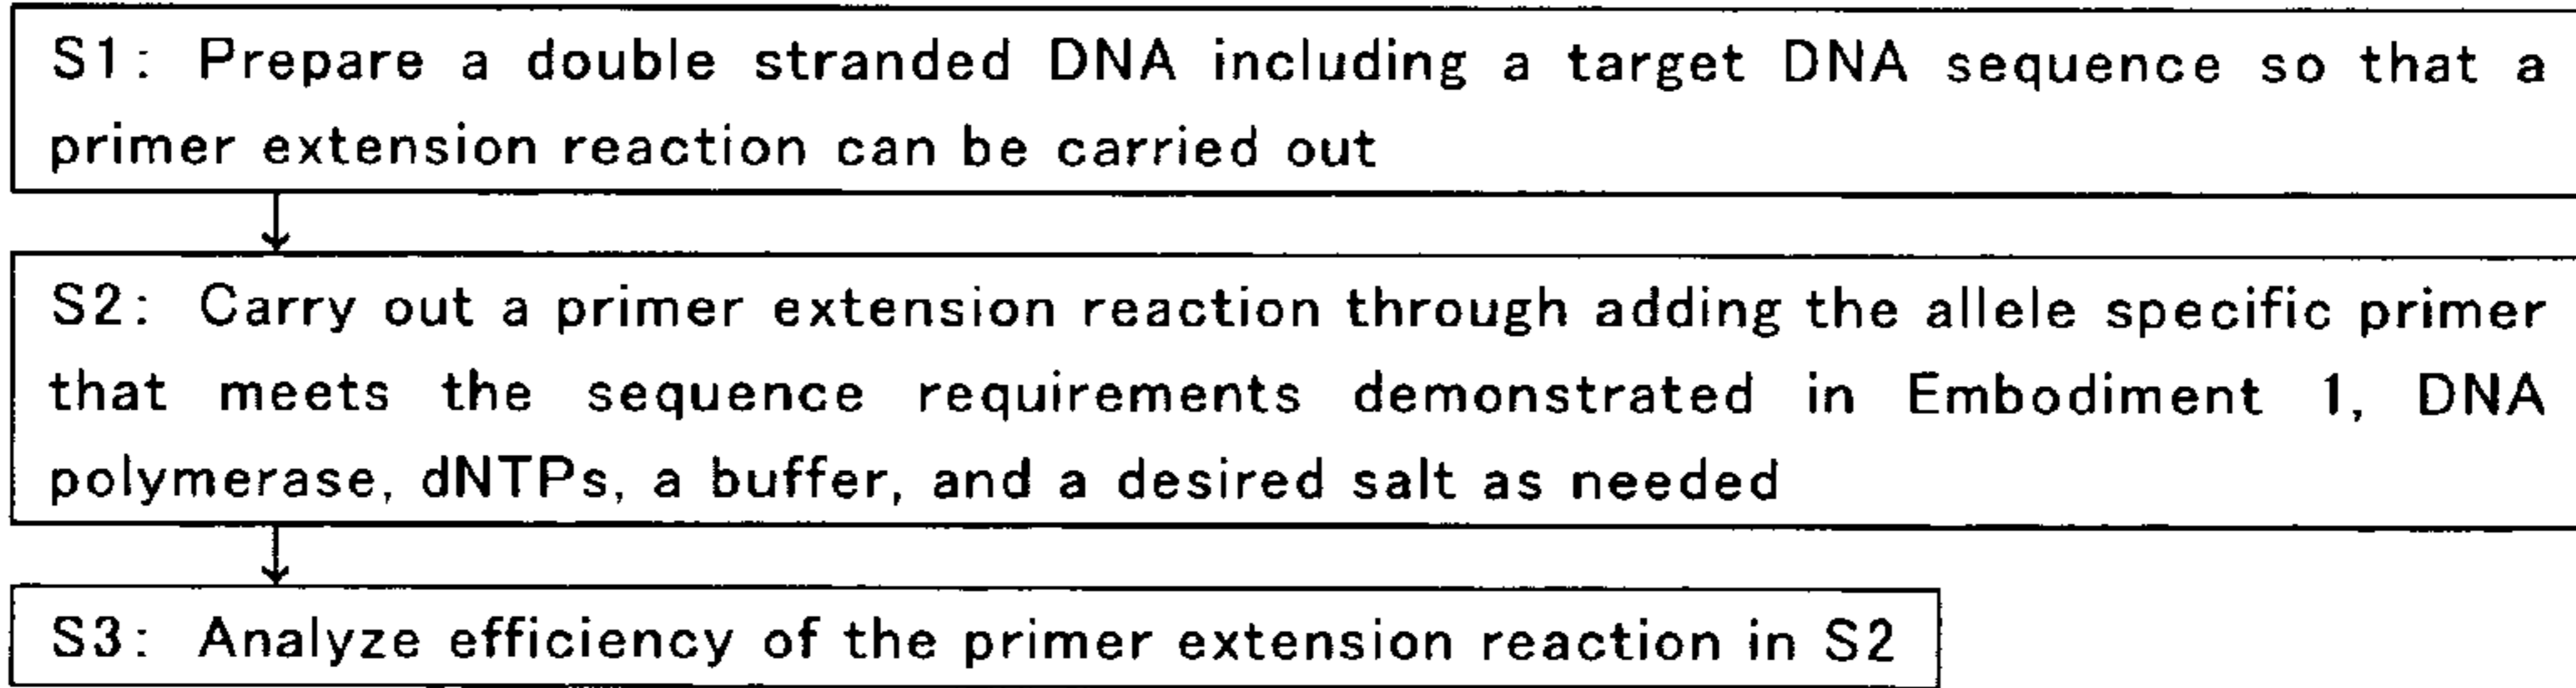 S1: Prepare a double stranded DNA including a target DNA sequence so that a
primer extension reaction can be carried out
S2: Carry out a primer extension reaction through adding the allele specific primer
that meets the sequence requirements demonstrated in Embodiment 1, DNA
polymerase, dNTPs, a buffer, and a desired salt as needed
S3: Analyze efficiency of the primer extension reaction in S2